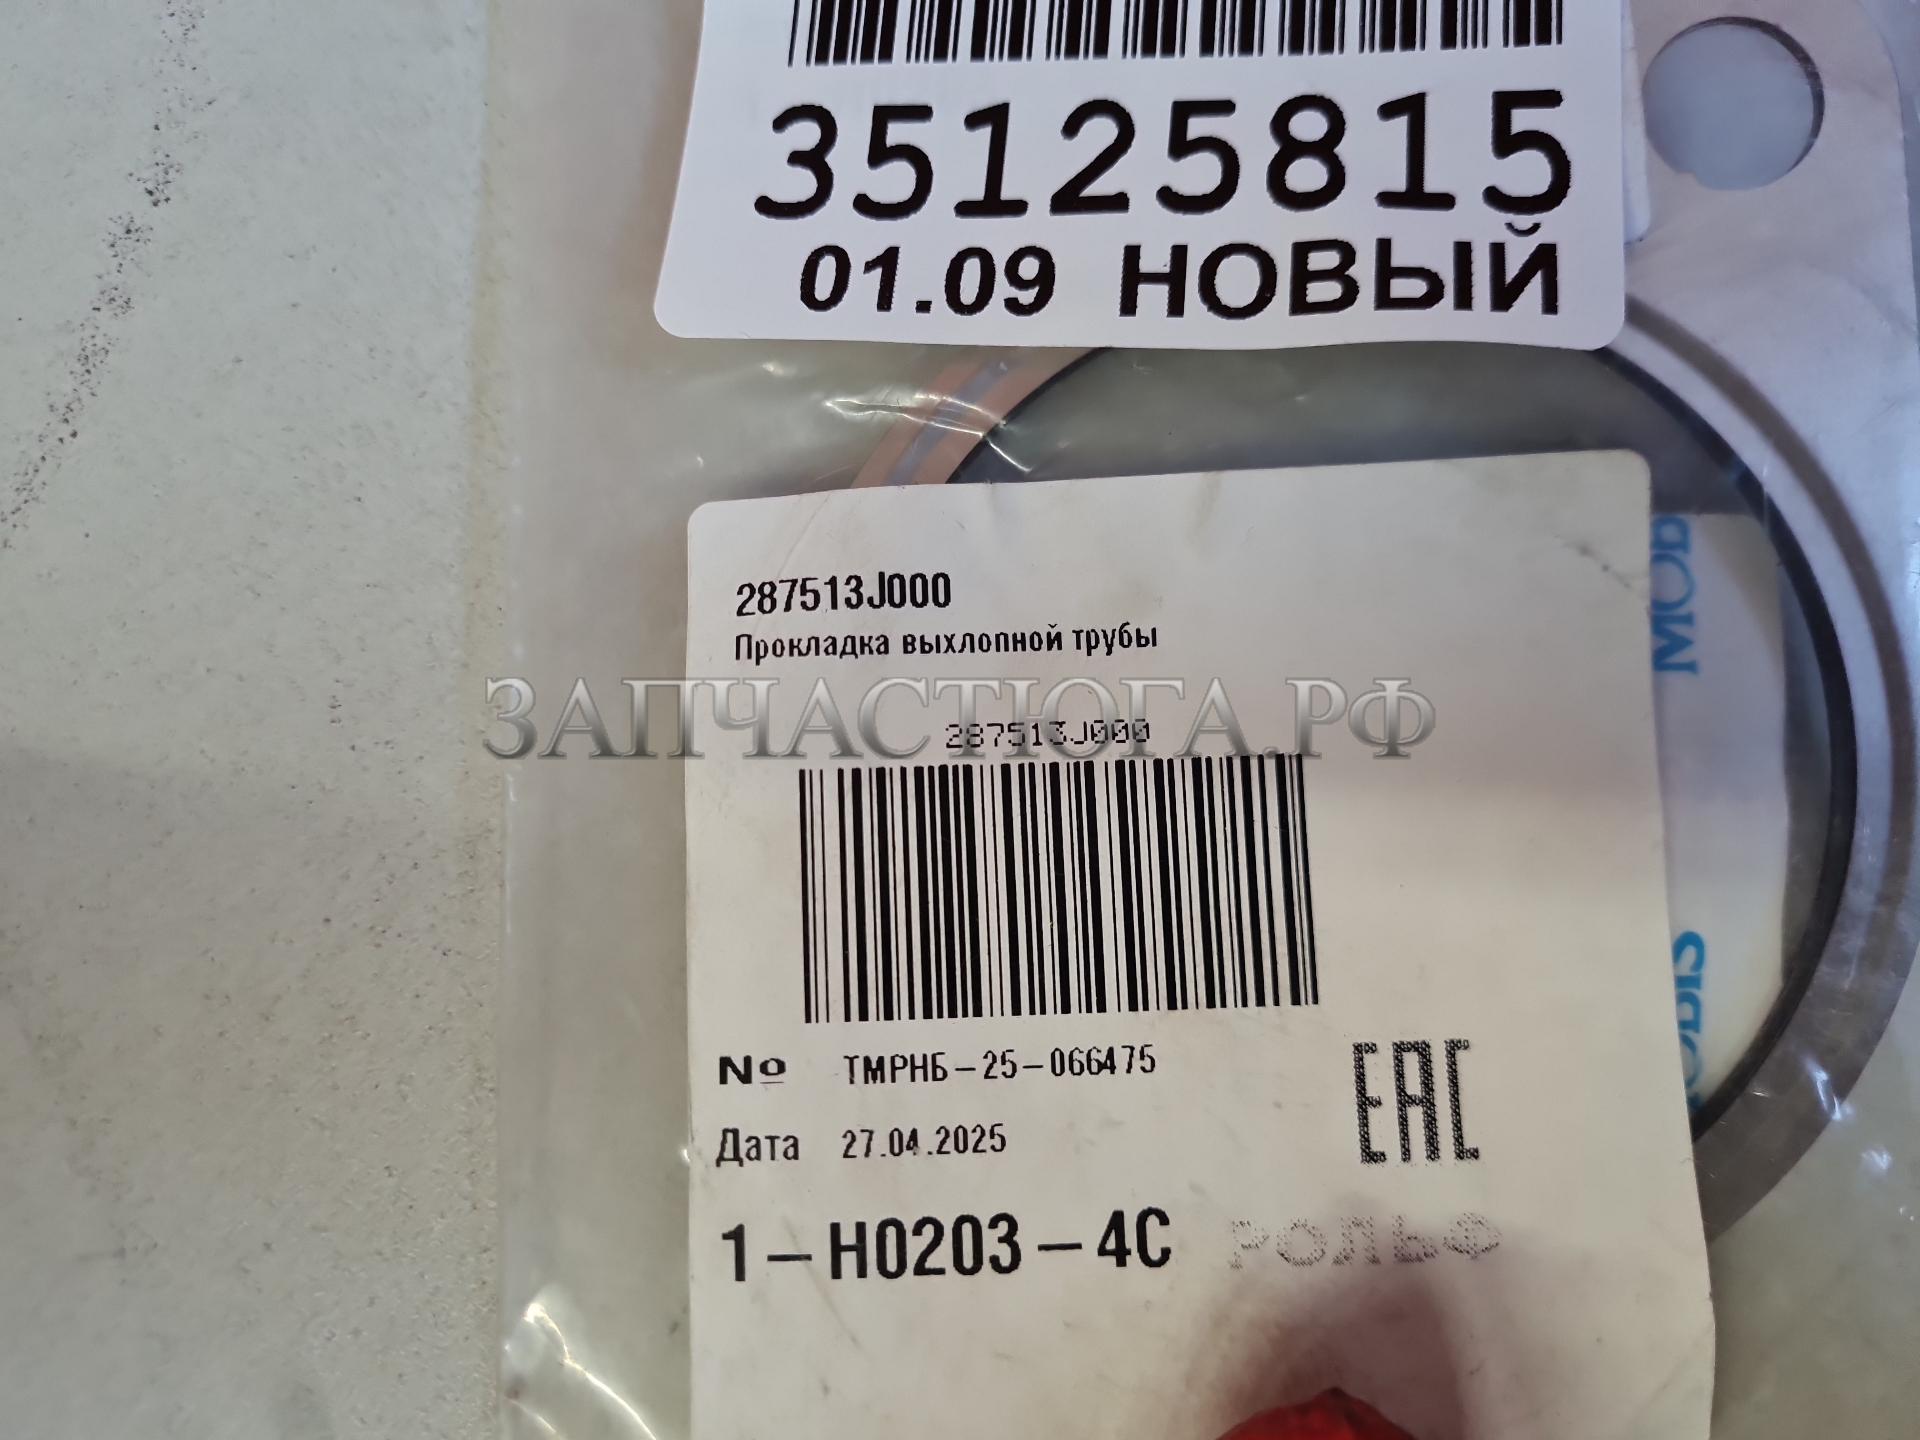 35125815
01.09 НОВЫЙ
287513J000
Прокладка выхлопной трубы
ЗАПЧАСТЮГА.РФ
287513J000
№ ТМРНБ-25-066475
Дата 27.04.2025
EAC
1-H0203-4C РОЛЬФ